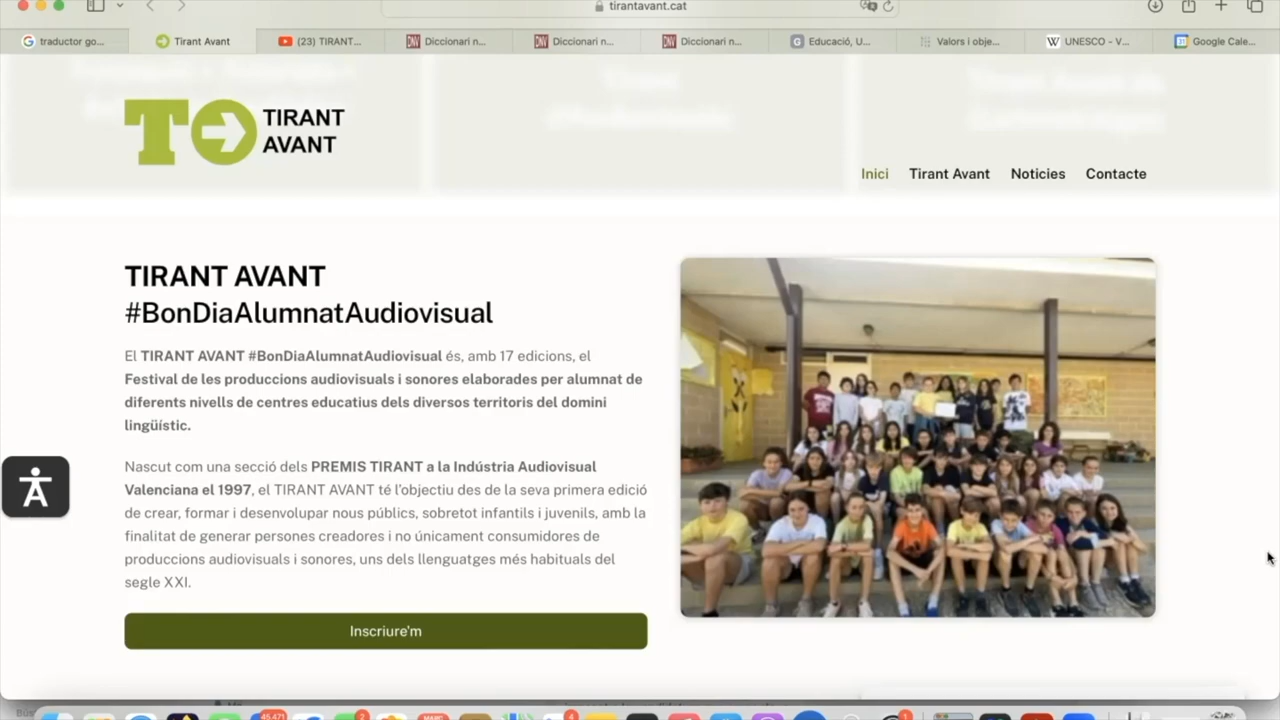 tirantavant.cat
traductor go...
Tirant Avant
(23) TIRANT...
Diccionari n...
Diccionari n...
Diccionari n...
Educació, U...
Valors i obje...
UNESCO - V...
Google Cale...
TO TIRANT
AVANT
Inici Tirant Avant Noticies Contacte
TIRANT AVANT
#BonDiaAlumnatAudiovisual
El TIRANT AVANT #BonDiaAlumnatAudiovisual és, amb 17 edicions, el
Festival de les produccions audiovisuals i sonores elaborades per alumnat de
diferents nivells de centres educatius dels diversos territoris del domini
lingüístic.
Nascut com una secció dels PREMIS TIRANT a la Indústria Audiovisual
Valenciana el 1997, el TIRANT AVANT té l'objectiu des de la seva primera edició
de crear, formar i desenvolupar nous públics, sobretot infantils i juvenils, amb la
finalitat de generar persones creadores i no únicament consumidores de
produccions audiovisuals i sonores, uns dels llenguatges més habituals del
segle XXI.
Inscriure'm